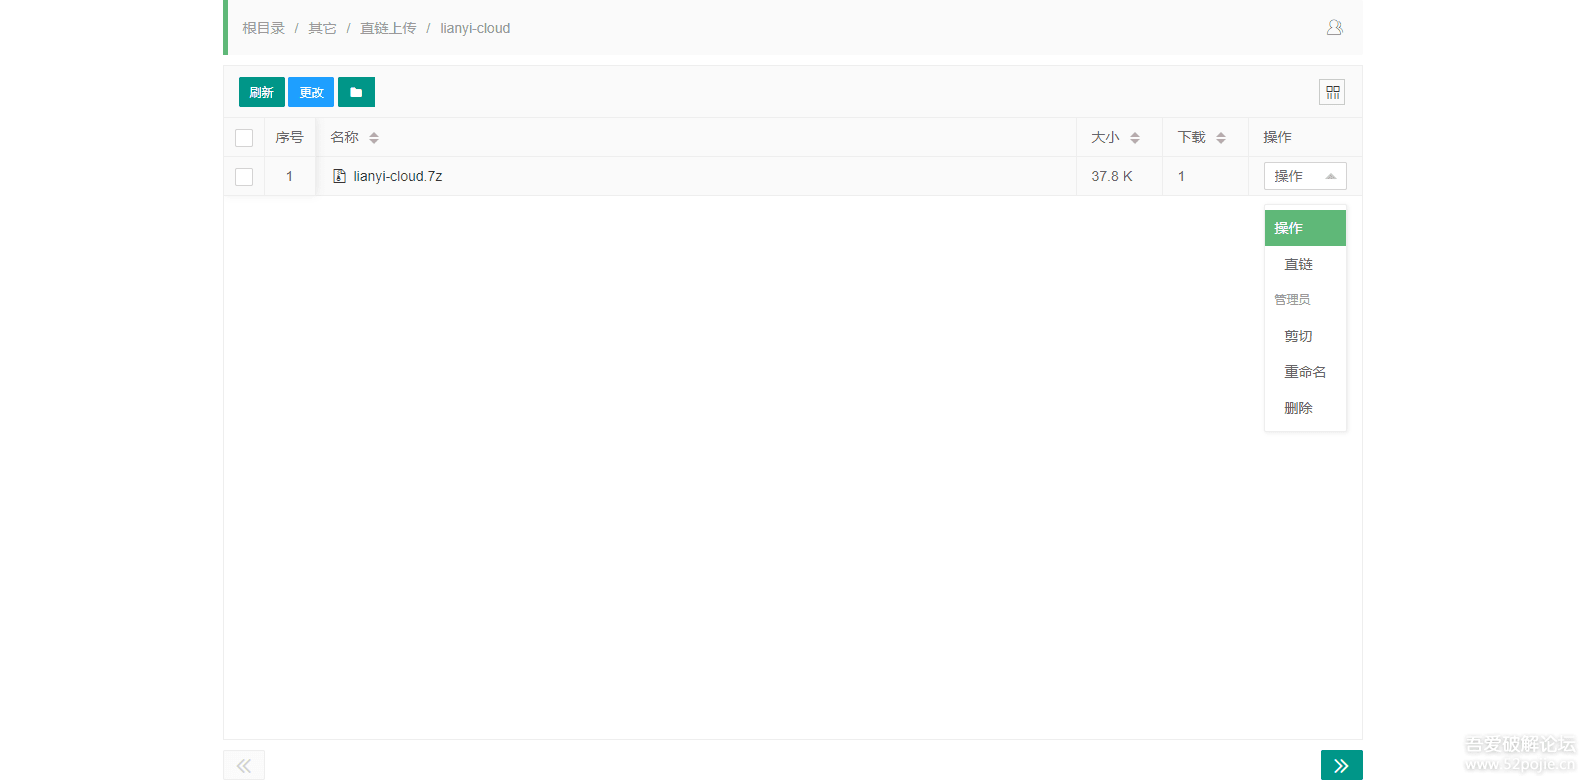 根目录 / 其它 / 直链上传 / lianyi-cloud
刷新 更改
序号 名称 大小 下载 操作
1 lianyi-cloud.7z 37.8 K 1 操作
操作
直链
管理员
剪切
重命名
删除
吾爱破解论坛
www.52pojie.cn